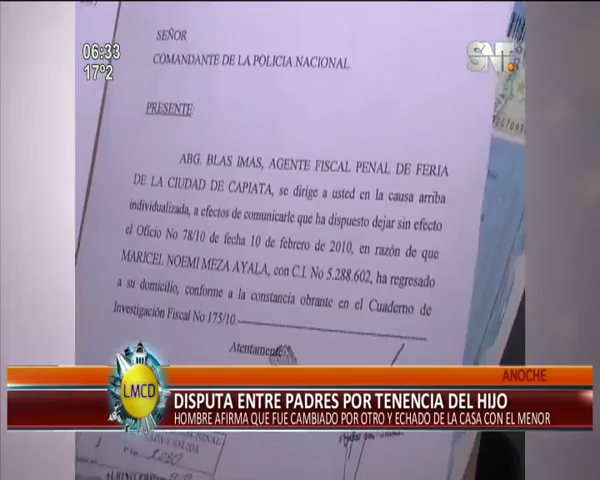 06:33
17°2
SNT
SEÑOR
COMANDANTE DE LA POLICIA NACIONAL
PRESENTE:
ABG. BLAS IMAS, AGENTE FISCAL PENAL DE FERIA
DE LA CIUDAD DE CAPIATA, se dirige a usted en la causa arriba
individualizada, a efectos de comunicarle que ha dispuesto dejar sin efecto
el Oficio No 78/10 de fecha 10 de febrero de 2010, en razón de que
MARICEL NOEMI MEZA AYALA, con C.I. No 5.288.602, ha regresado
a su domicilio, conforme a la constancia obrante en el Cuaderno de
Investigación Fiscal No 175/10.
Atentamente
ANOCHE
LMCD
DISPUTA ENTRE PADRES POR TENENCIA DEL HIJO
HOMBRE AFIRMA QUE FUE CAMBIADO POR OTRO Y ECHADO DE LA CASA CON EL MENOR